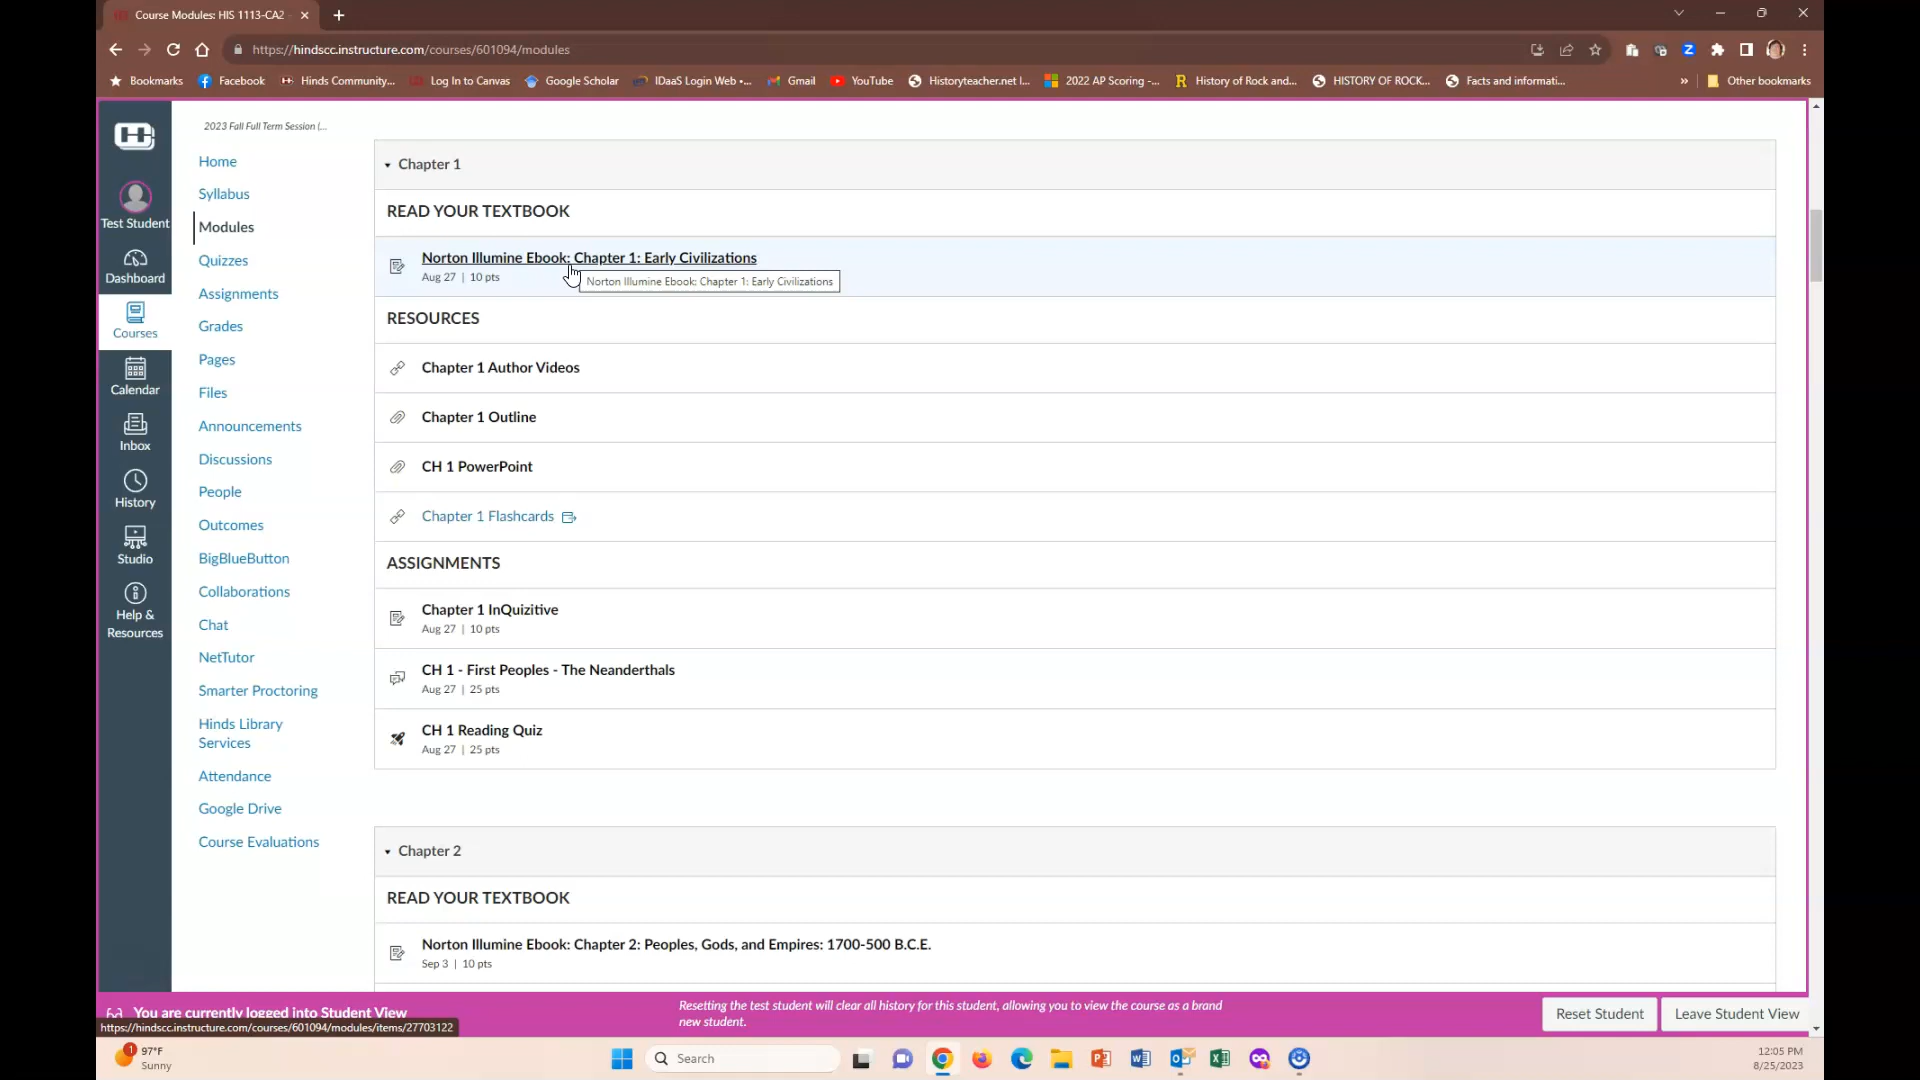 Course Modules: HIS 1113-CA2
https://hindscc.instructure.com/courses/601094/modules
Bookmarks
Facebook
Hinds Community...
Log In to Canvas
Google Scholar
IDaaS Login Web •...
Gmail
YouTube
Historyteacher.net I...
2022 AP Scoring -...
History of Rock and...
HISTORY OF ROCK...
Facts and informati...
»
Other bookmarks
2023 Fall Full Term Session (...
Test Student
Dashboard
Courses
Calendar
Inbox
History
Studio
Help &
Resources
Home
Syllabus
Modules
Quizzes
Assignments
Grades
Pages
Files
Announcements
Discussions
People
Outcomes
BigBlueButton
Collaborations
Chat
NetTutor
Smarter Proctoring
Hinds Library
Services
Attendance
Google Drive
Course Evaluations
Chapter 1
READ YOUR TEXTBOOK
Norton Illumine Ebook: Chapter 1: Early Civilizations
Aug 27 | 10 pts
Norton Illumine Ebook: Chapter 1: Early Civilizations
RESOURCES
Chapter 1 Author Videos
Chapter 1 Outline
CH 1 PowerPoint
Chapter 1 Flashcards
ASSIGNMENTS
Chapter 1 InQuizitive
Aug 27 | 10 pts
CH 1 - First Peoples - The Neanderthals
Aug 27 | 25 pts
CH 1 Reading Quiz
Aug 27 | 25 pts
Chapter 2
READ YOUR TEXTBOOK
Norton Illumine Ebook: Chapter 2: Peoples, Gods, and Empires: 1700-500 B.C.E.
Sep 3 | 10 pts
You are currently logged into Student View
Resetting the test student will clear all history for this student, allowing you to view the course as a brand
new student.
Reset Student
Leave Student View
https://hindscc.instructure.com/courses/601094/modules/items/27703122
1
97°F
Sunny
Search
12:05 PM
8/25/2023